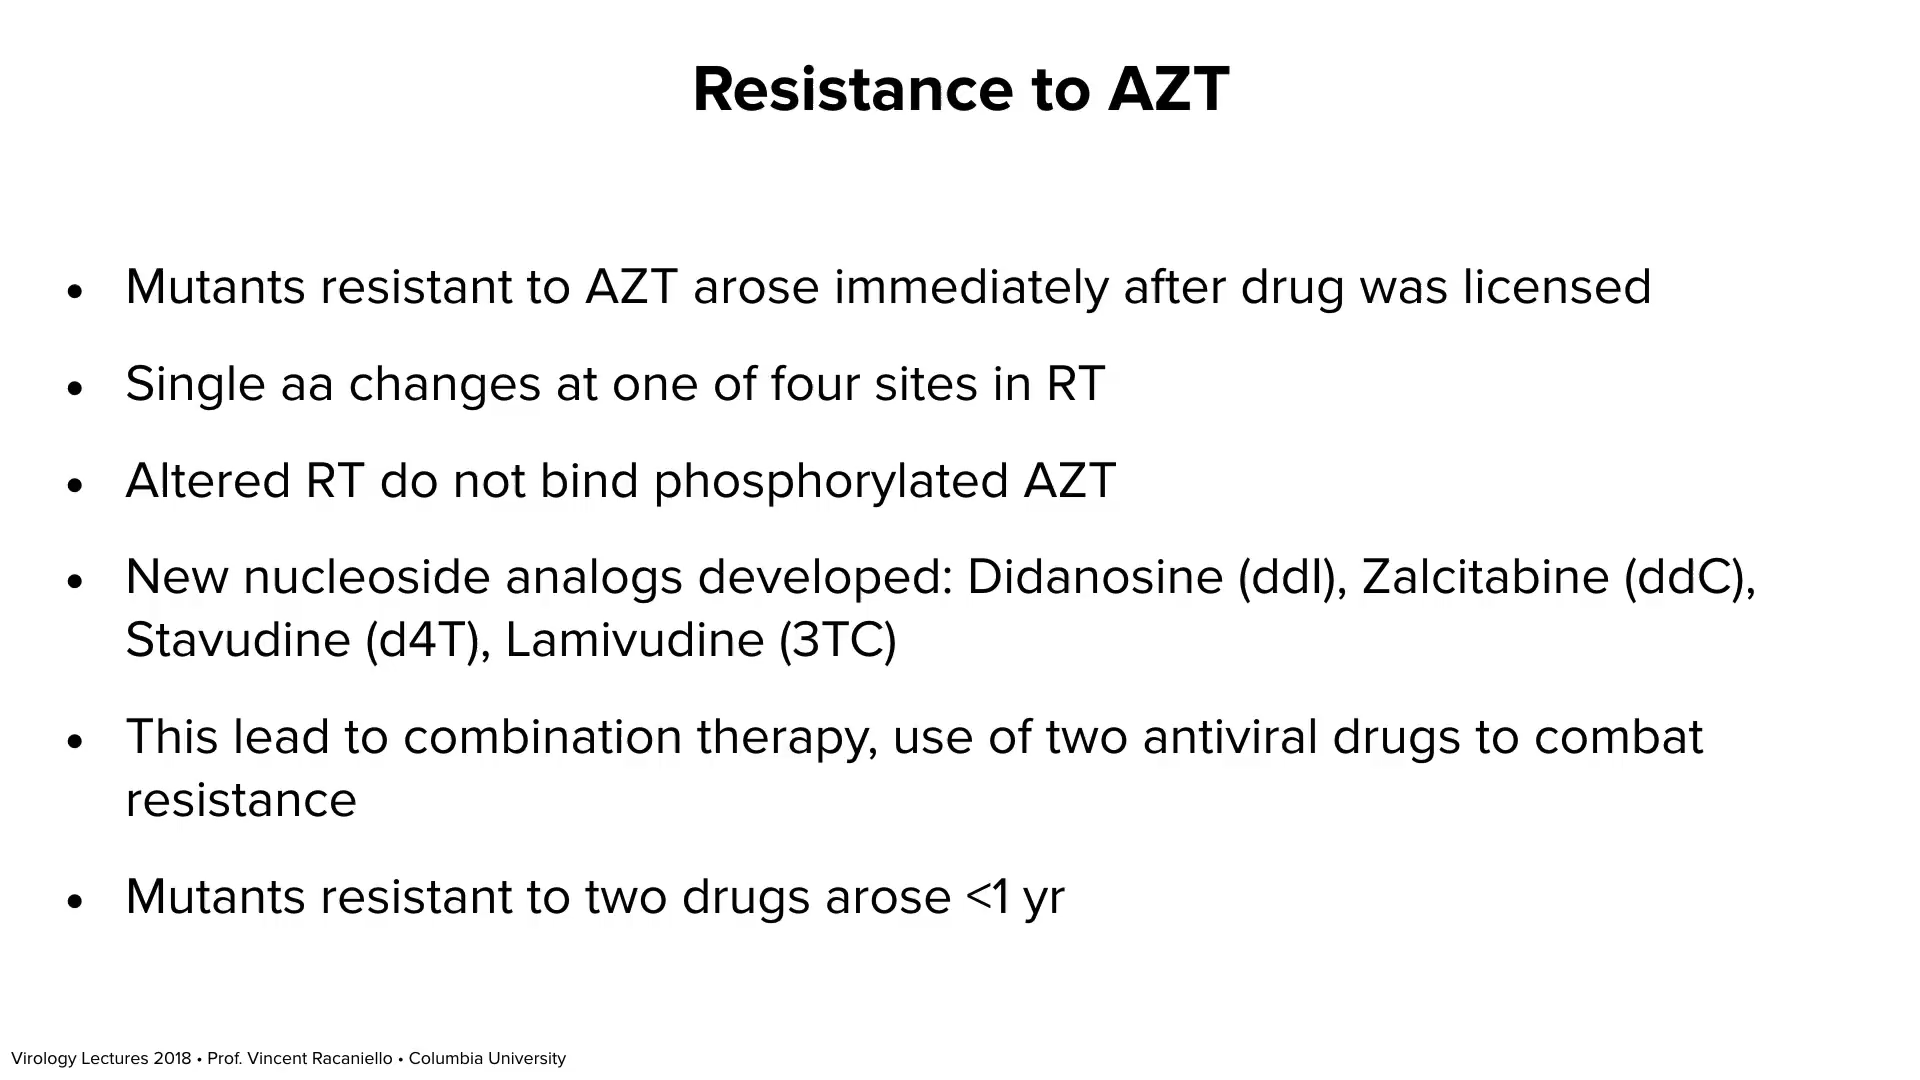 Resistance to AZT
• Mutants resistant to AZT arose immediately after drug was licensed
• Single aa changes at one of four sites in RT
• Altered RT do not bind phosphorylated AZT
• New nucleoside analogs developed: Didanosine (ddI), Zalcitabine (ddC),
Stavudine (d4T), Lamivudine (3TC)
• This lead to combination therapy, use of two antiviral drugs to combat
resistance
• Mutants resistant to two drugs arose <1 yr
Virology Lectures 2018 • Prof. Vincent Racaniello • Columbia University